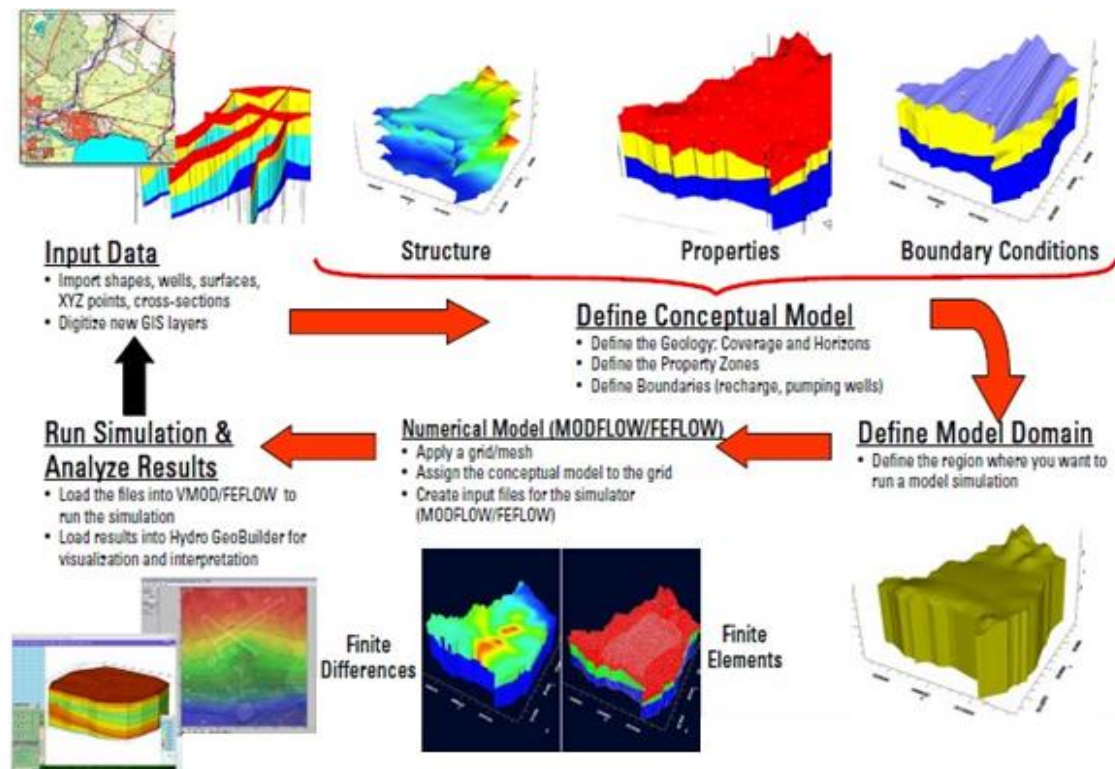 Structure
Properties
Boundary Conditions
Input Data
• Import shapes, wells, surfaces,
XYZ points, cross-sections
• Digitize new GIS layers
Define Conceptual Model
• Define the Geology: Coverage and Horizons
• Define the Property Zones
• Define Boundaries (recharge, pumping wells)
Define Model Domain
• Define the region where you want to
run a model simulation
Numerical Model (MODFLOW/FEFLOW)
• Apply a grid/mesh
• Assign the conceptual model to the grid
• Create input files for the simulator
(MODFLOW/FEFLOW)
Run Simulation &
Analyze Results
• Load the files into VMOD/FEFLOW to
run the simulation
• Load results into Hydro GeoBuilder for
visualization and interpretation
Finite
Differences
Finite
Elements